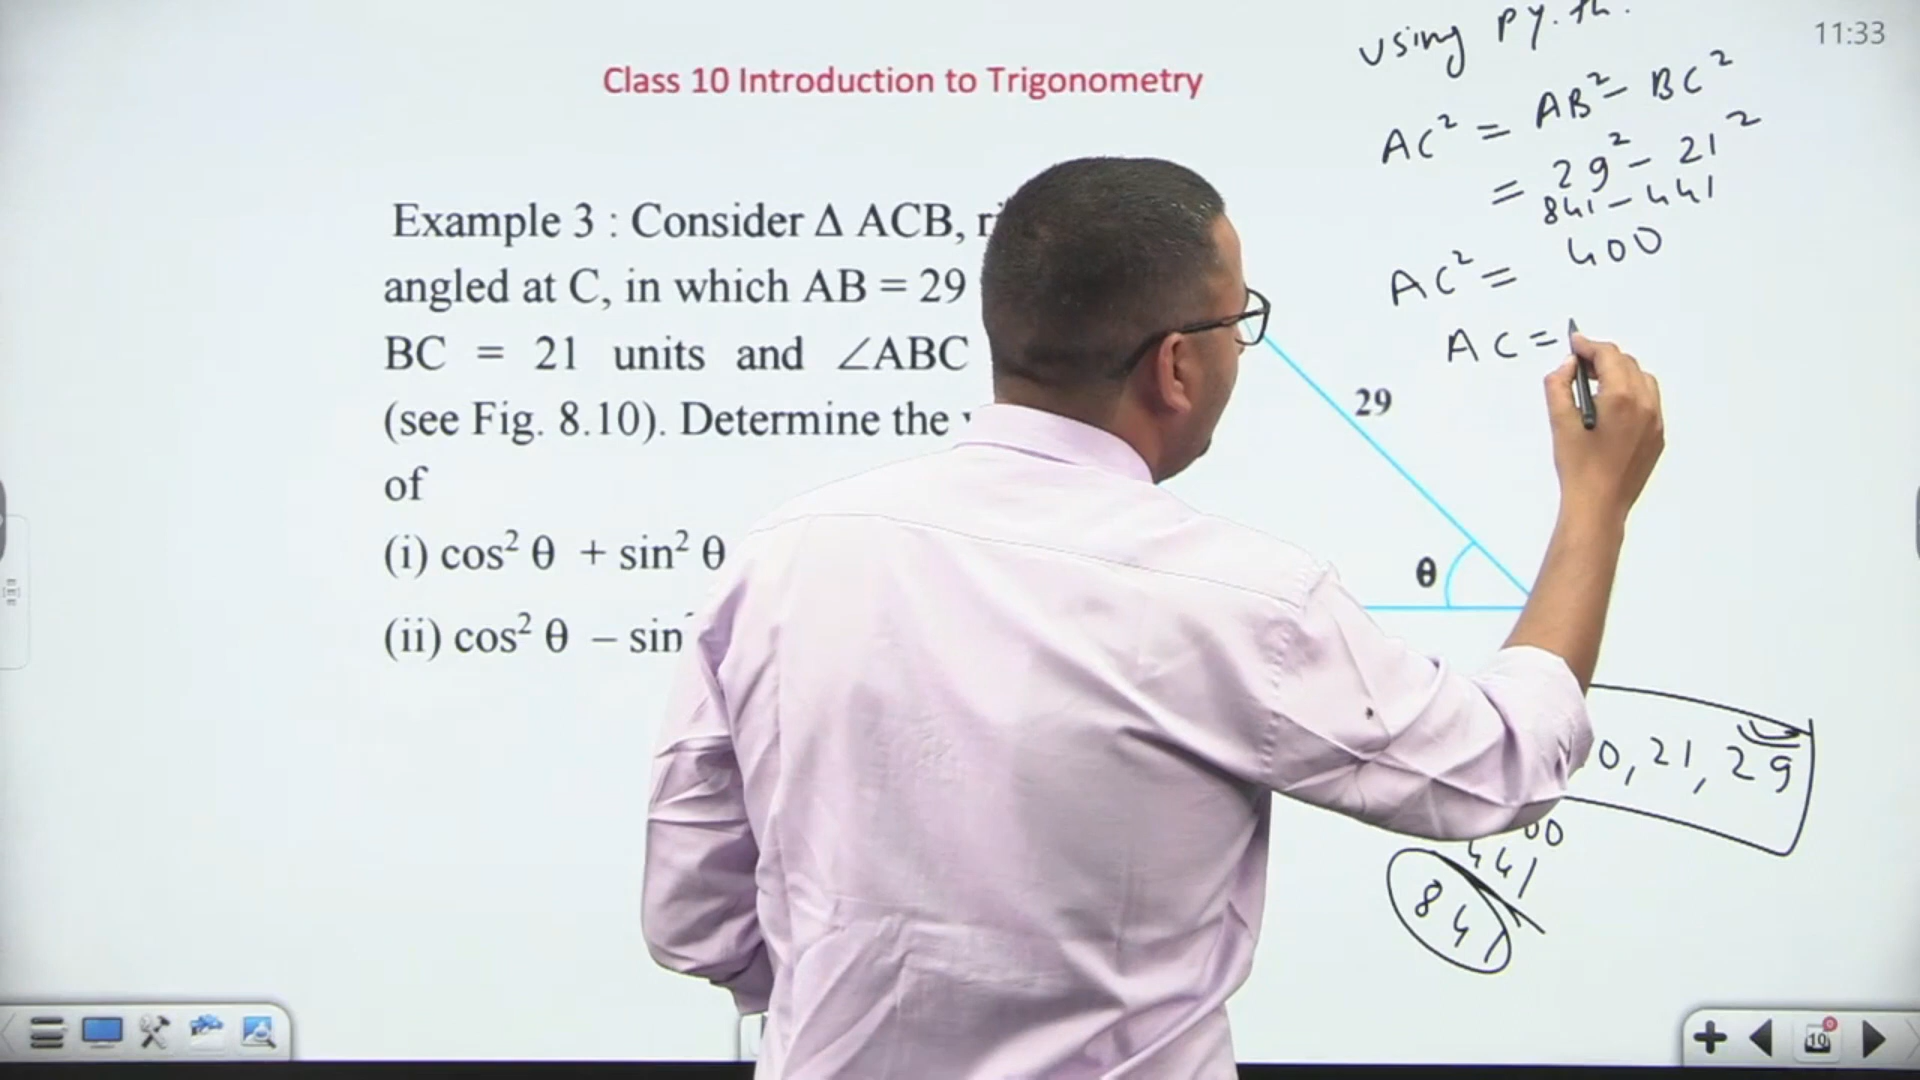 11:33
Class 10 Introduction to Trigonometry
Example 3 : Consider Δ ACB,
angled at C, in which AB = 29
BC = 21 units and ∠ABC
(see Fig. 8.10). Determine the
of
(i) cos² θ + sin² θ
(ii) cos² θ – sin
using py.th.
AC² = AB² – BC²
= 29² – 21²
841 – 441
AC² = 400
AC =
29
θ
0, 21, 29
00
441
841
10